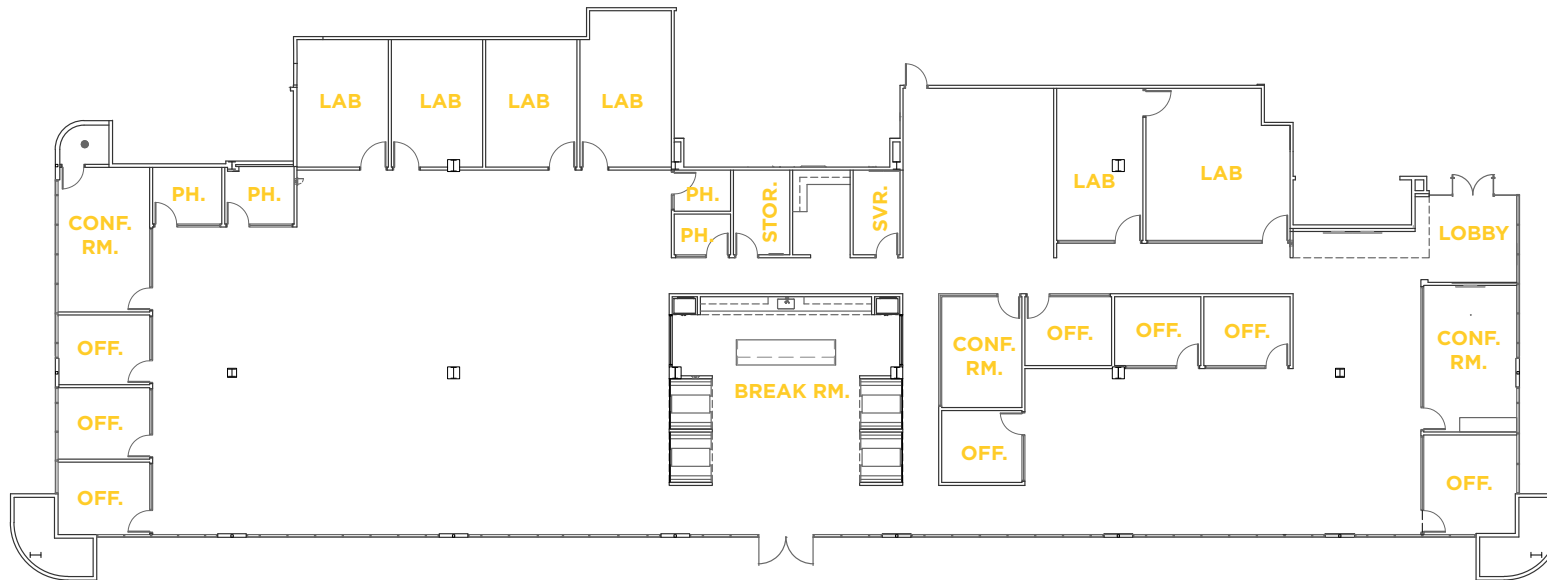 LAB
LAB
LAB
LAB
PH.
PH.
PH.
PH.
STOR.
SVR.
LAB
LAB
LOBBY
CONF.
RM.
OFF.
OFF.
OFF.
BREAK RM.
CONF.
RM.
OFF.
OFF.
OFF.
OFF.
CONF.
RM.
OFF.